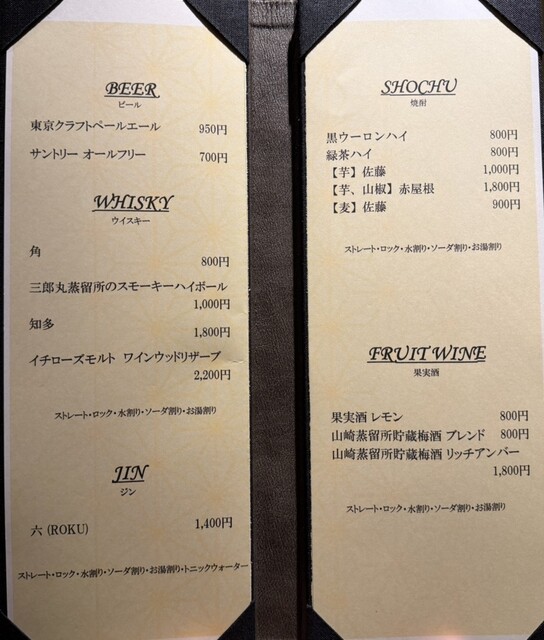 BEER
ビール
東京クラフトペールエール 950円
サントリー オールフリー 700円
WHISKY
ウイスキー
角
800円
三郎丸蒸留所のスモーキーハイボール
1,000円
知多
1,800円
イチローズモルト ワインウッドリザーブ
2,200円
ストレート・ロック・水割り・ソーダ割り・お湯割り
JIN
ジン
六 (ROKU) 1,400円
ストレート・ロック・水割り・ソーダ割り・お湯割り・トニックウォーター
SHOCHU
焼酎
黒ウーロンハイ 800円
緑茶ハイ 800円
【芋】佐藤 1,000円
【芋、山椒】赤屋根 1,800円
【麦】佐藤 900円
ストレート・ロック・水割り・ソーダ割り・お湯割り
FRUIT WINE
果実酒
果実酒 レモン 800円
山崎蒸留所貯蔵梅酒 ブレンド 800円
山崎蒸留所貯蔵梅酒 リッチアンバー
1,800円
ストレート・ロック・水割り・ソーダ割り・お湯割り